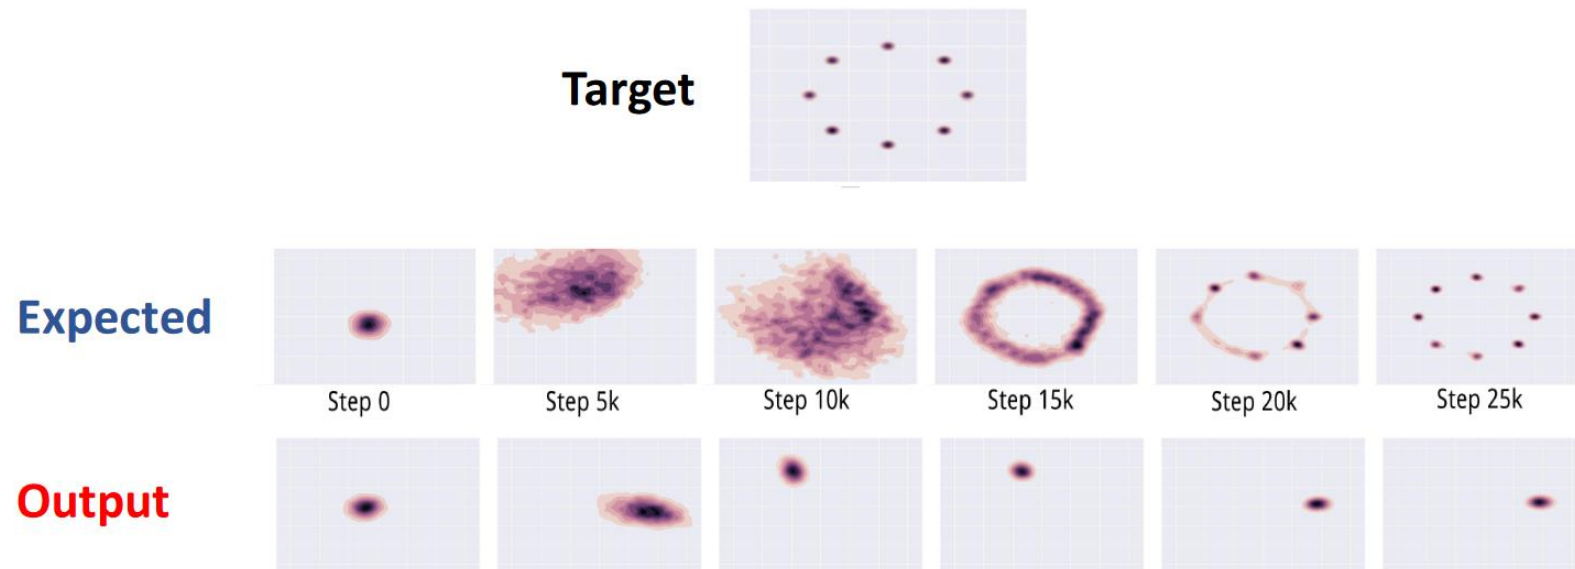 Target
Expected
Step 0
Step 5k
Step 10k
Step 15k
Step 20k
Step 25k
Output